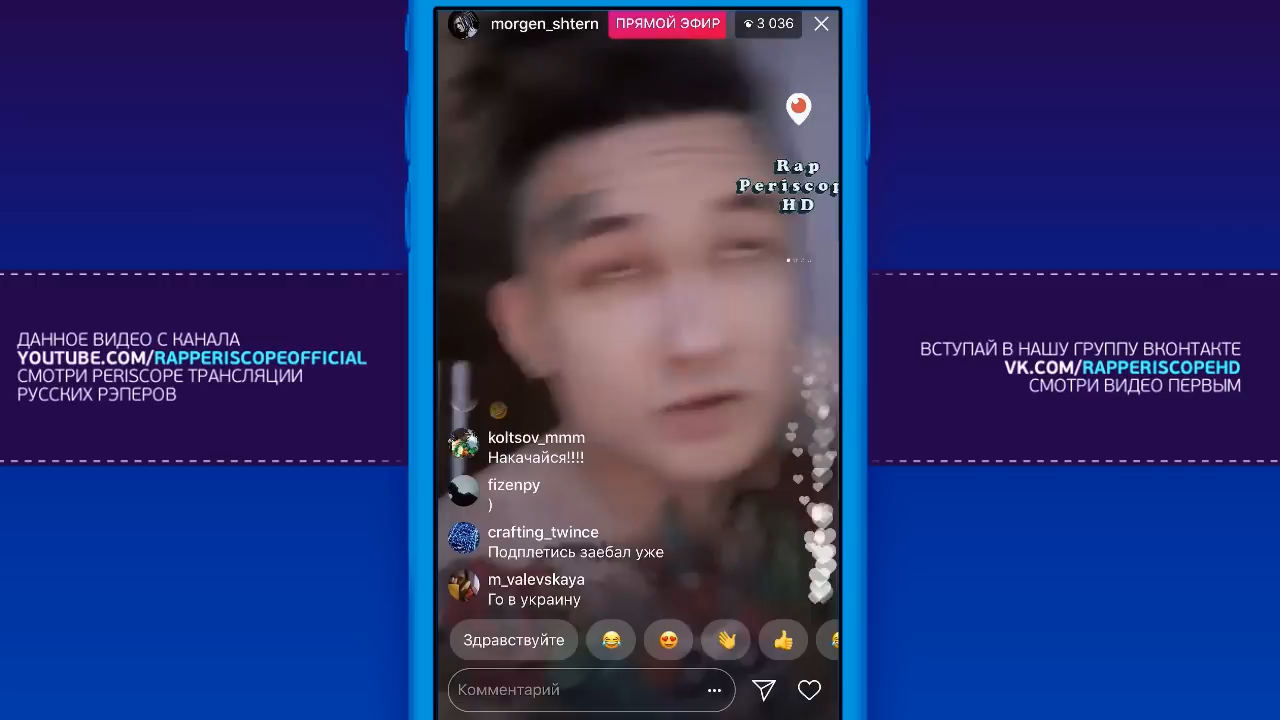 morgen_shtern ПРЯМОЙ ЭФИР 3 036
Rap
Periscop
HD
ДАННОЕ ВИДЕО С КАНАЛА
YOUTUBE.COM/RAPPERISCOPEOFFICIAL
СМОТРИ PERISCOPE ТРАНСЛЯЦИИ
РУССКИХ РЭПЕРОВ
ВСТУПАЙ В НАШУ ГРУППУ ВКОНТАКТЕ
VK.COM/RAPPERISCOPEHD
СМОТРИ ВИДЕО ПЕРВЫМ
koltsov_mmm
Накачайся!!!!
fizenpy
)
crafting_twince
Подплетись заебал уже
m_valevskaya
Го в украину
Здравствуйте
Комментарий